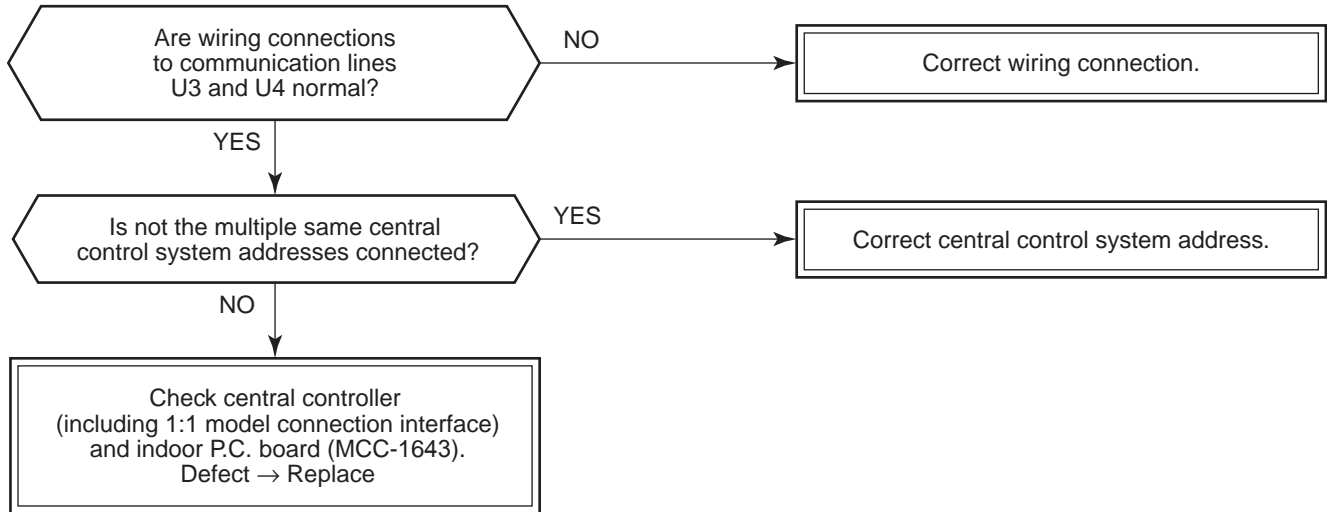 Are wiring connections
to communication lines
U3 and U4 normal?
NO
Correct wiring connection.
YES
Is not the multiple same central
control system addresses connected?
YES
Correct central control system address.
NO
Check central controller
(including 1:1 model connection interface)
and indoor P.C. board (MCC-1643).
Defect → Replace